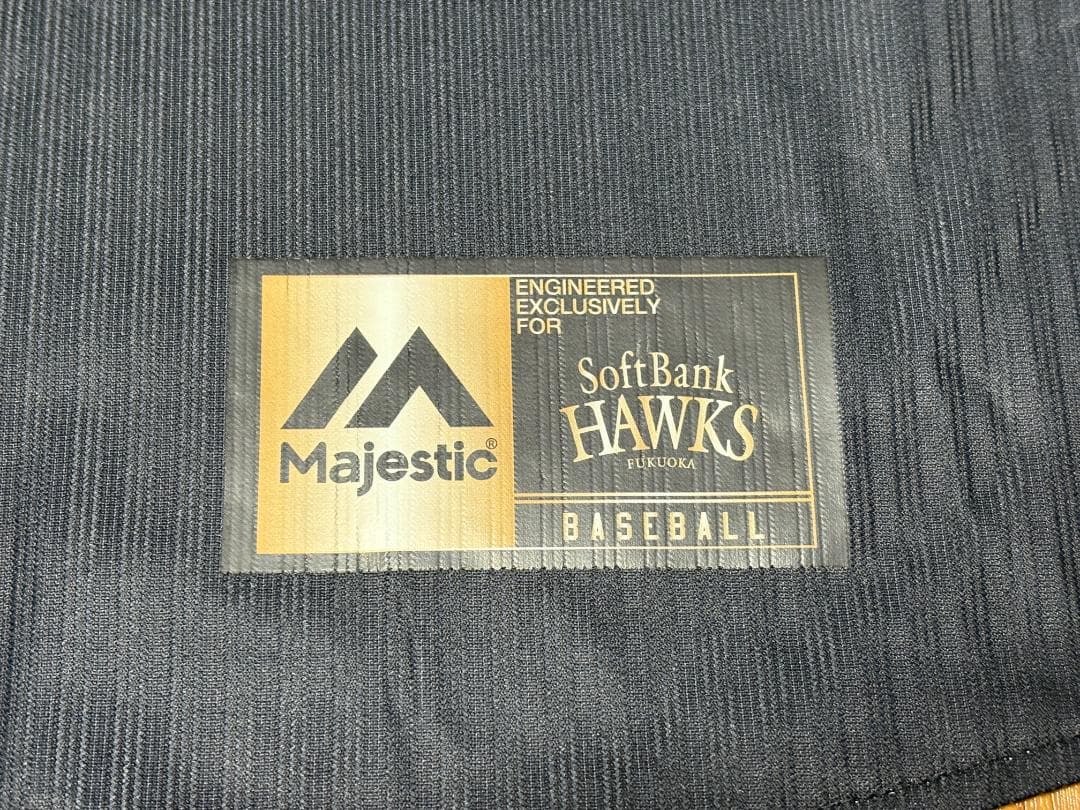 Majestic®
ENGINEERED
EXCLUSIVELY
FOR
SoftBank
HAWKS
FUKUOKA
BASEBALL